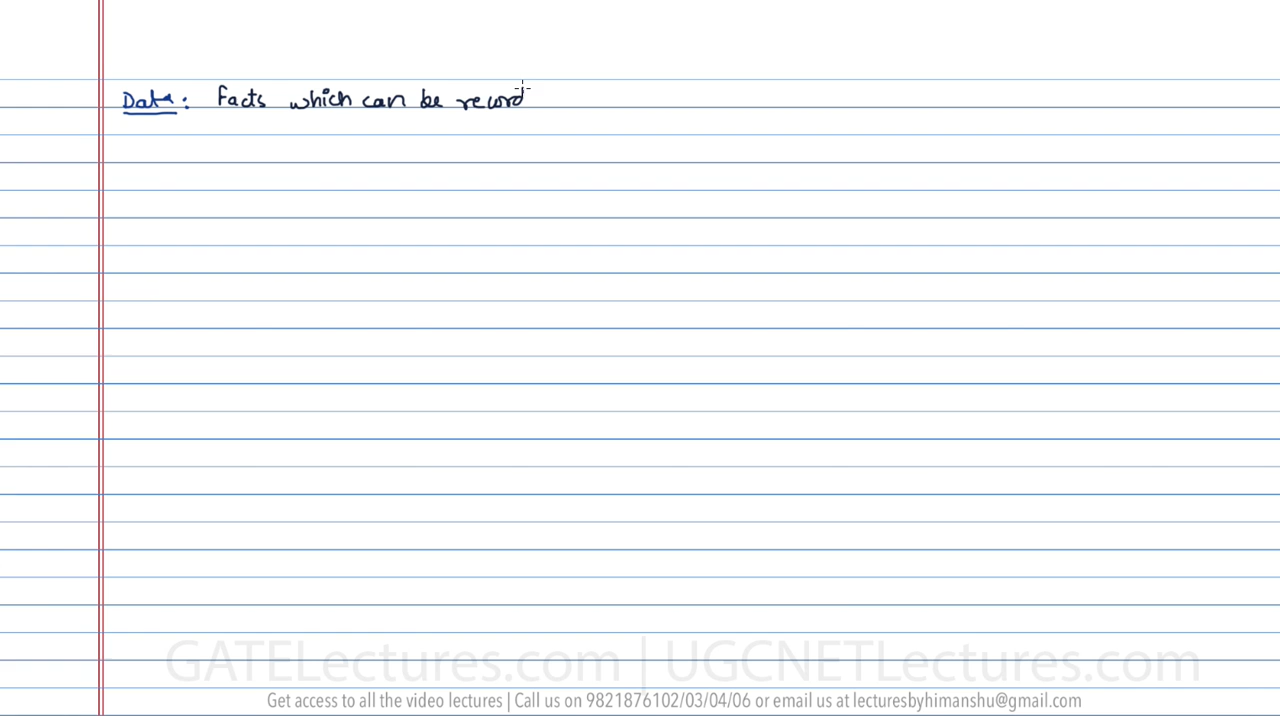 Data: Facts which can be record
GATELectures.com | UGCNETLectures.com
Get access to all the video lectures | Call us on 9821876102/03/04/06 or email us at lecturesbyhimanshu@gmail.com